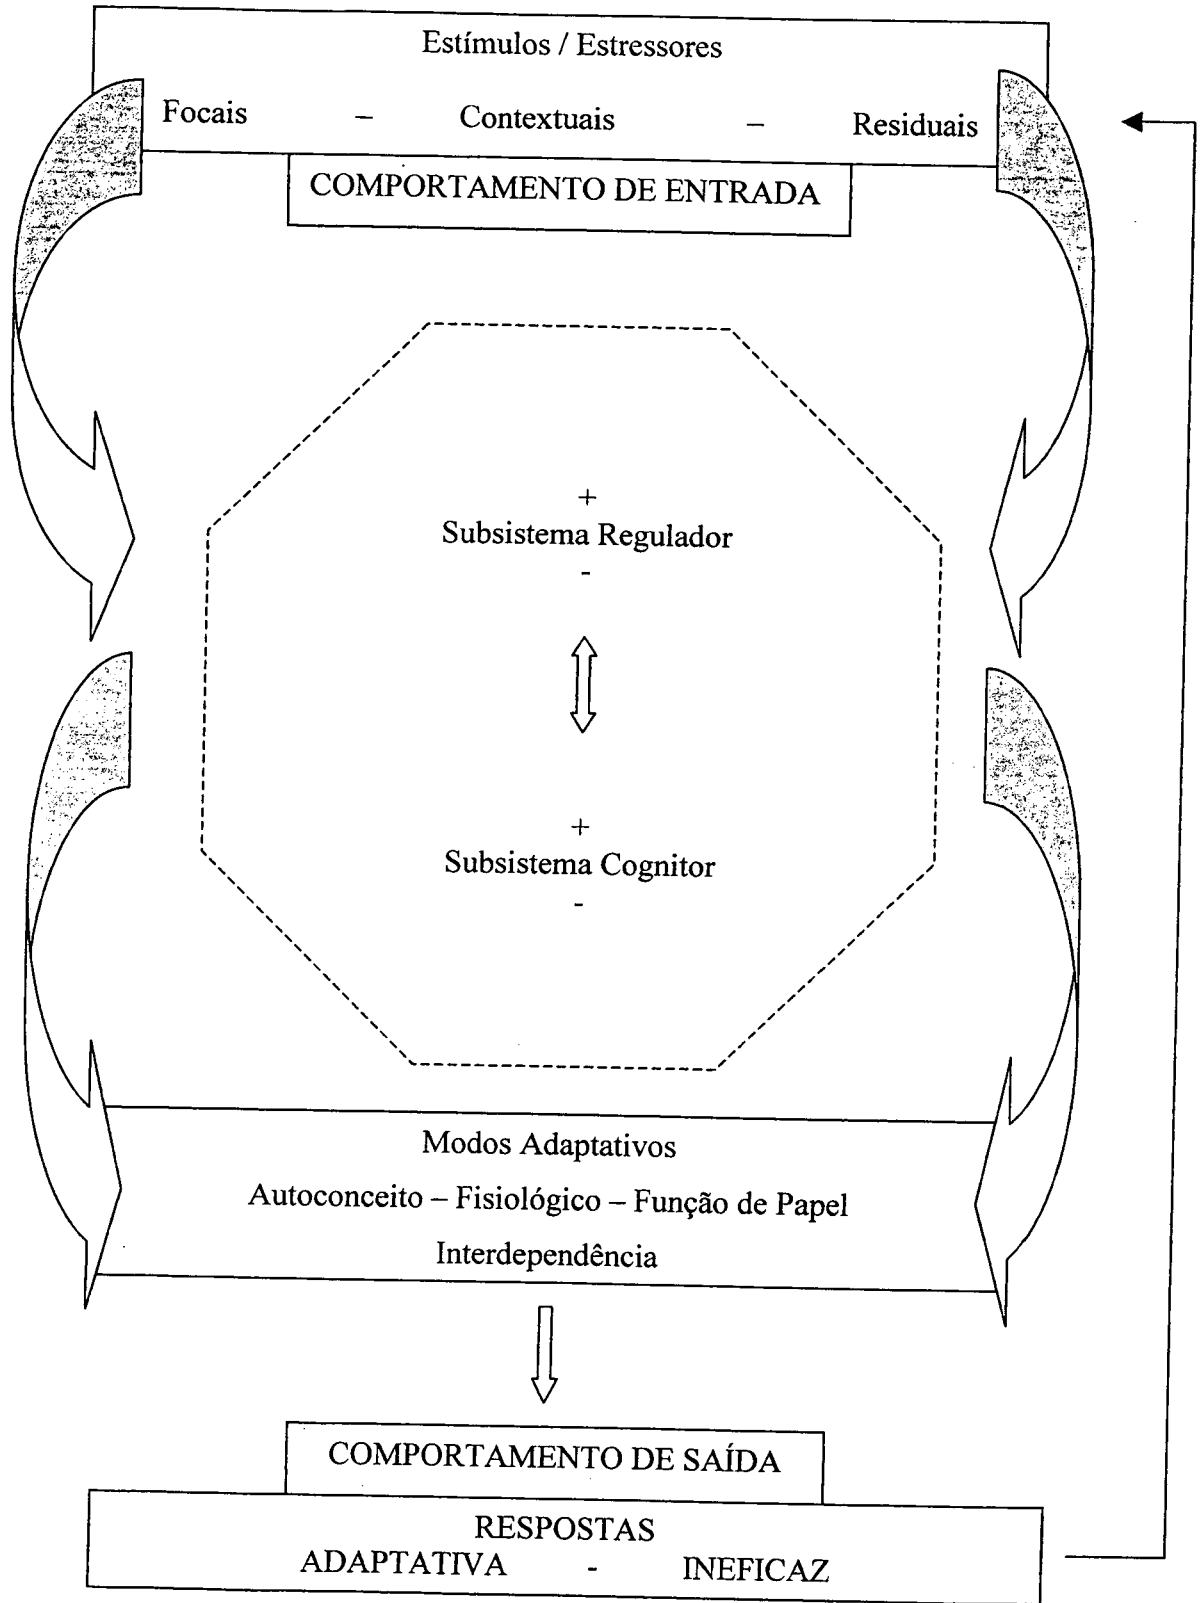 Estímulos / Estressores
Focais – Contextuais – Residuais
COMPORTAMENTO DE ENTRADA
+
Subsistema Regulador
-
+
Subsistema Cognitor
-
Modos Adaptativos
Autoconceito – Fisiológico – Função de Papel
Interdependência
COMPORTAMENTO DE SAÍDA
RESPOSTAS
ADAPTATIVA - INEFICAZ